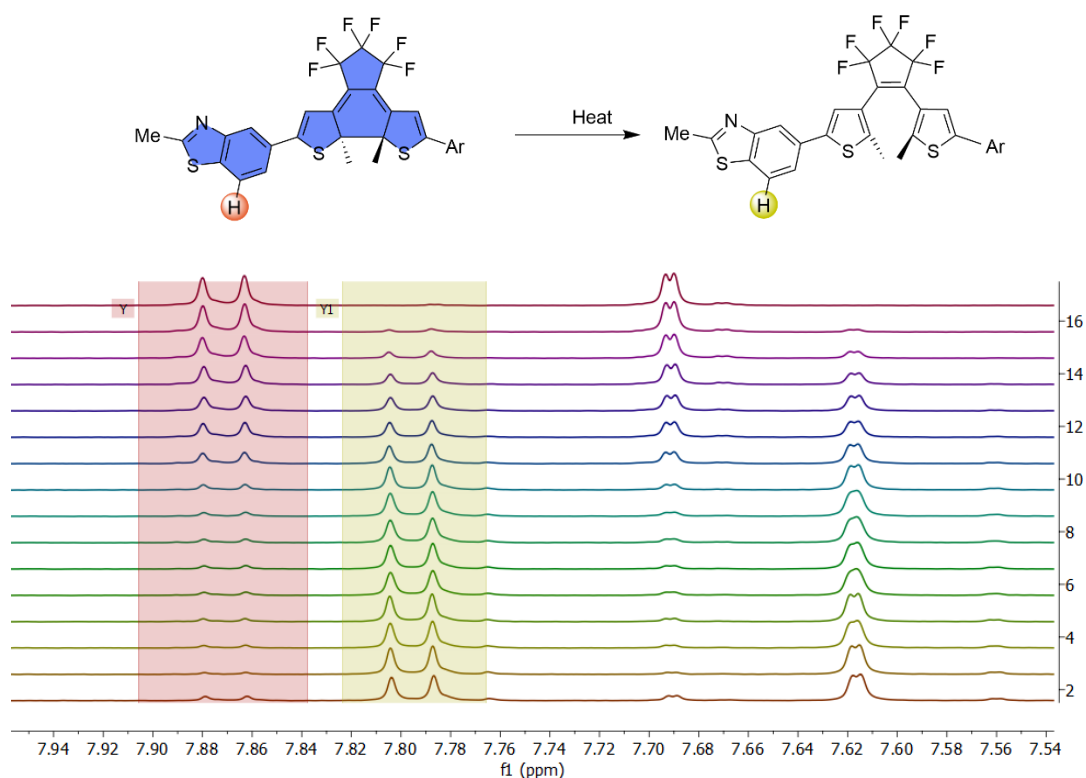 F F
F F
F F
N
Me
S
S
S
Ar
H
Heat
F F
F F
F F
N
Me
S
S
S
Ar
H
Y
Y1
16
14
12
10
8
6
4
2
7.94 7.92 7.90 7.88 7.86 7.84 7.82 7.80 7.78 7.76 7.74 7.72 7.70 7.68 7.66 7.64 7.62 7.60 7.58 7.56 7.54
f1 (ppm)